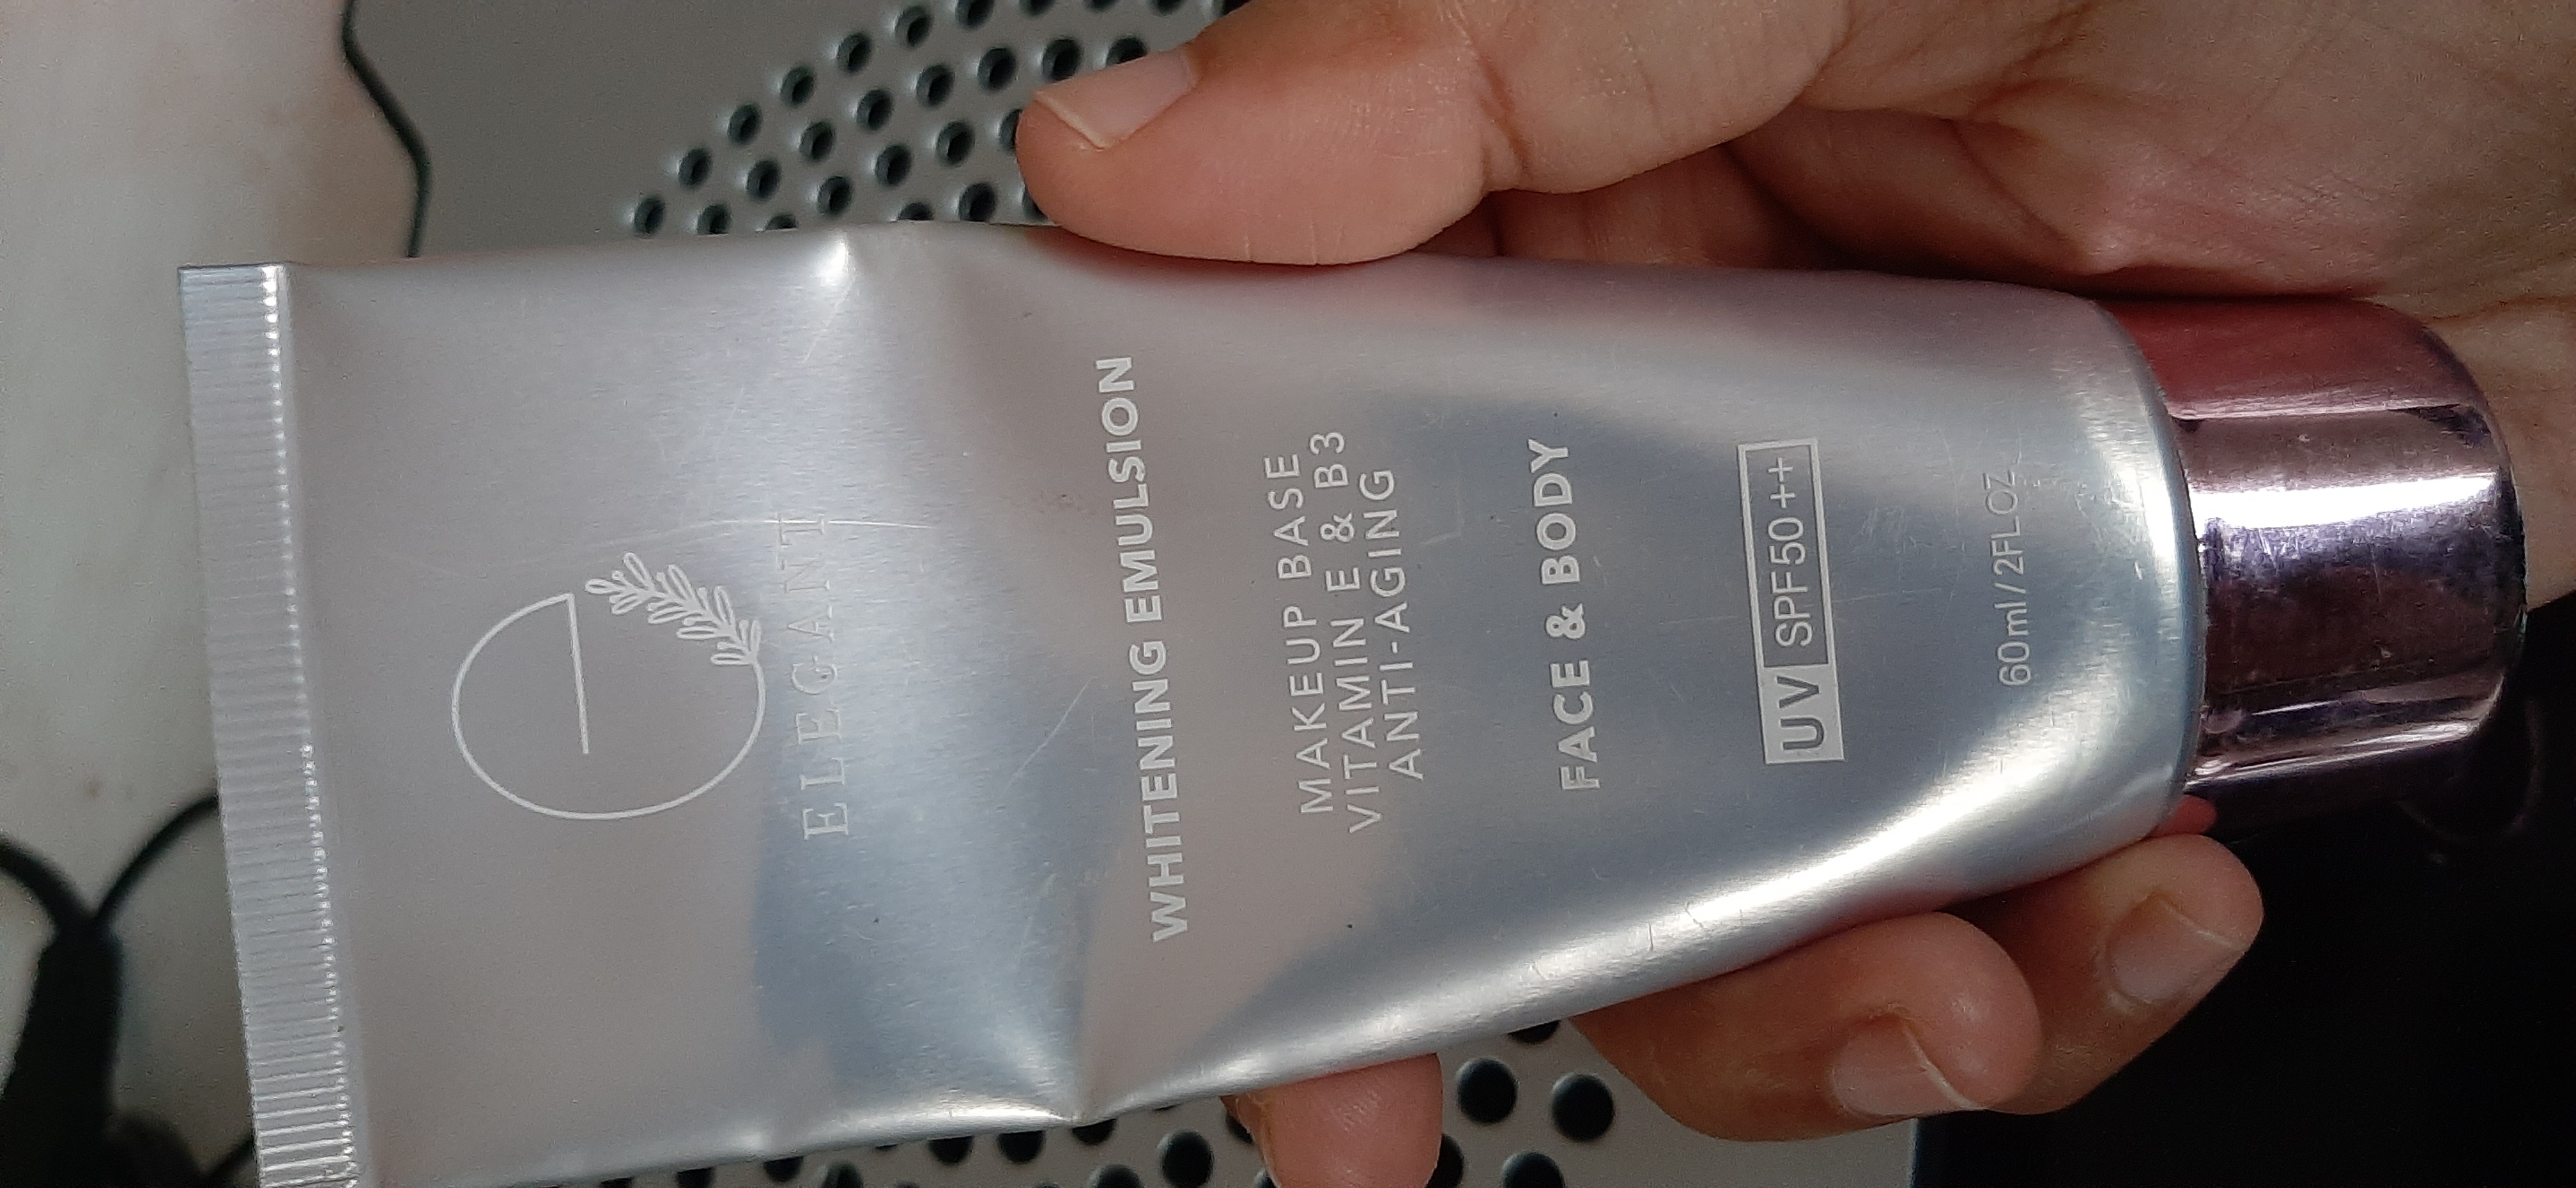 e
ELEGANT
WHITENING EMULSION
MAKEUP BASE
VITAMIN E & B3
ANTI-AGING
FACE & BODY
UV SPF50++
60ml/2FLOZ